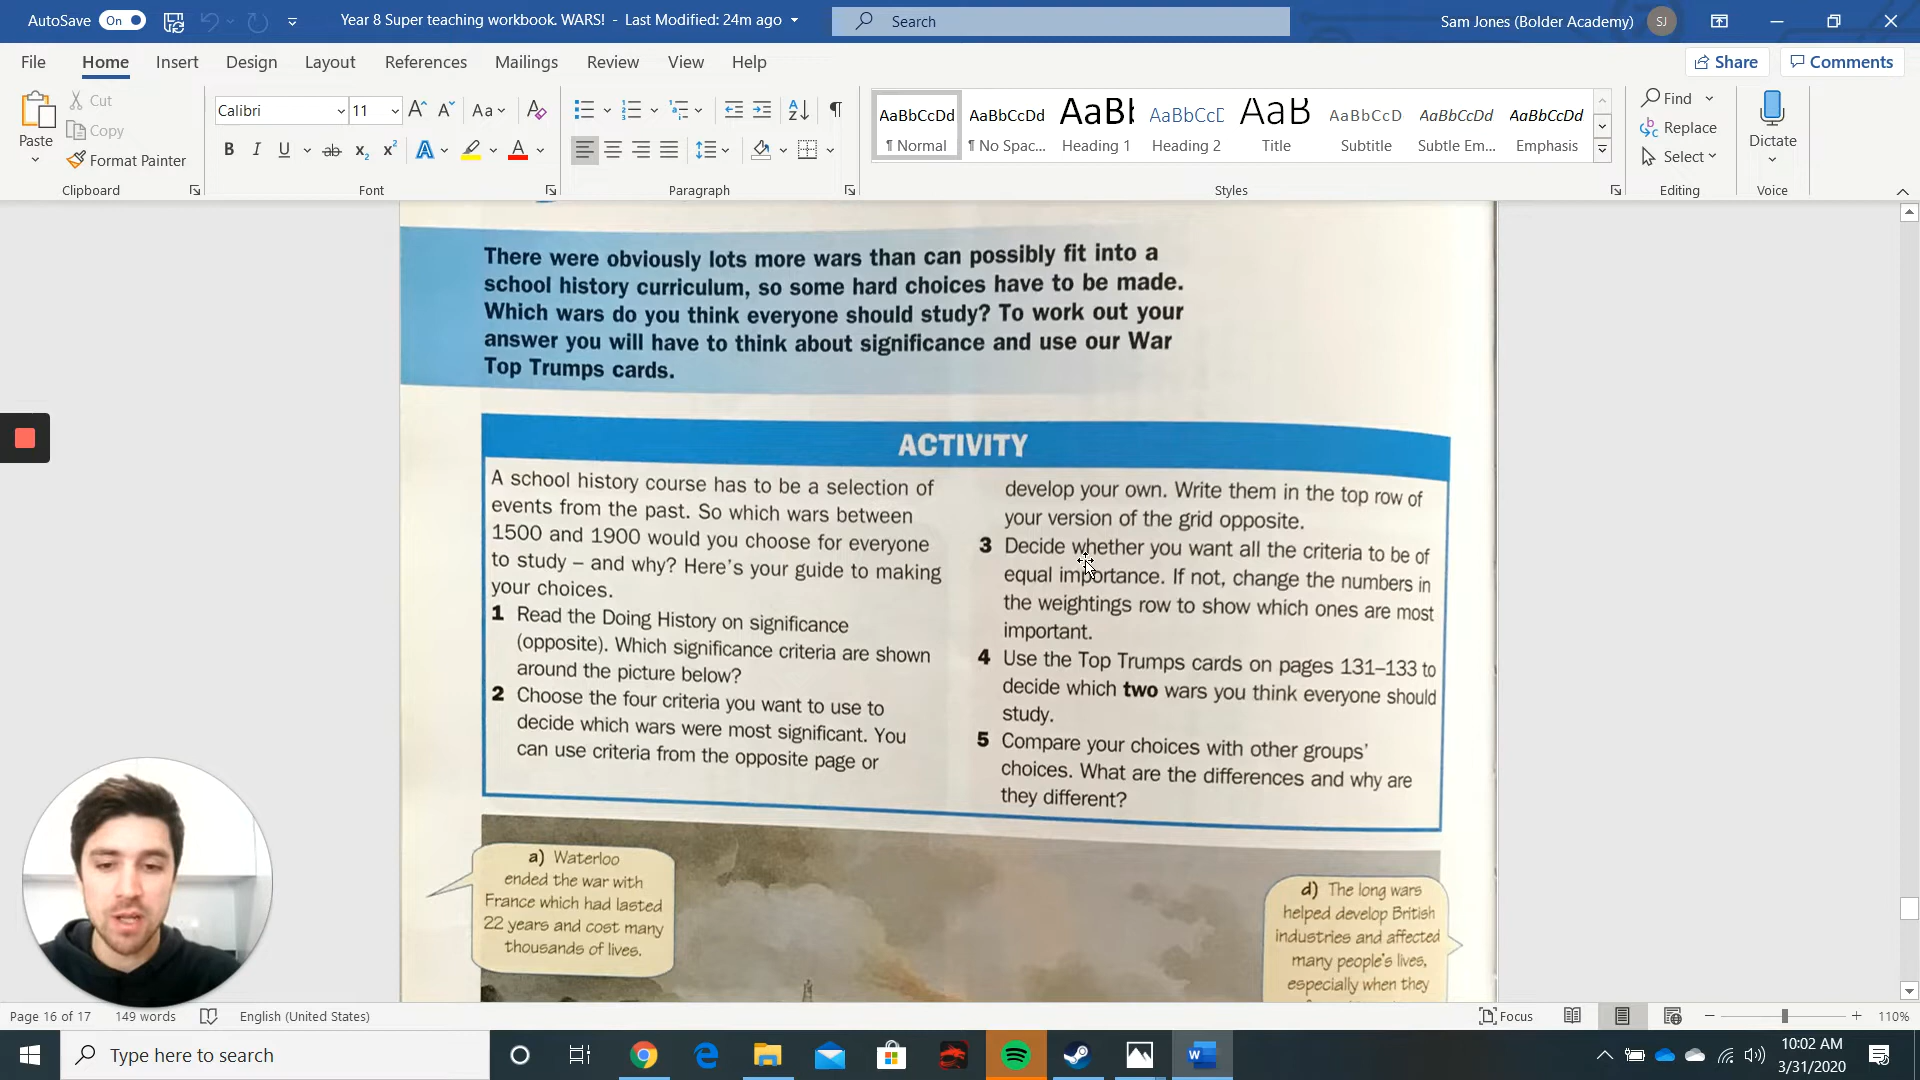 AutoSave On
Year 8 Super teaching workbook. WARS! - Last Modified: 24m ago
Search
Sam Jones (Bolder Academy) SJ
File Home Insert Design Layout References Mailings Review View Help
Share Comments
Paste
Cut
Copy
Format Painter
Clipboard
Calibri 11
Font
Paragraph
AaBbCcDd AaBbCcDd AaBb AaBbCcC AaB AaBbCcD AaBbCcDd AaBbCcDd
¶ Normal ¶ No Spac... Heading 1 Heading 2 Title Subtitle Subtle Em... Emphasis
Styles
Find
Replace
Select
Editing
Dictate
Voice
There were obviously lots more wars than can possibly fit into a
school history curriculum, so some hard choices have to be made.
Which wars do you think everyone should study? To work out your
answer you will have to think about significance and use our War
Top Trumps cards.
ACTIVITY
A school history course has to be a selection of
events from the past. So which wars between
1500 and 1900 would you choose for everyone
to study – and why? Here's your guide to making
your choices.
1 Read the Doing History on significance
(opposite). Which significance criteria are shown
around the picture below?
2 Choose the four criteria you want to use to
decide which wars were most significant. You
can use criteria from the opposite page or
develop your own. Write them in the top row of
your version of the grid opposite.
3 Decide whether you want all the criteria to be of
equal importance. If not, change the numbers in
the weightings row to show which ones are most
important.
4 Use the Top Trumps cards on pages 131–133 to
decide which two wars you think everyone should
study.
5 Compare your choices with other groups'
choices. What are the differences and why are
they different?
a) Waterloo
ended the war with
France which had lasted
22 years and cost many
thousands of lives.
d) The long wars
helped develop British
industries and affected
many people's lives,
especially when they
Page 16 of 17 149 words English (United States)
Focus 110%
Type here to search
10:02 AM
3/31/2020